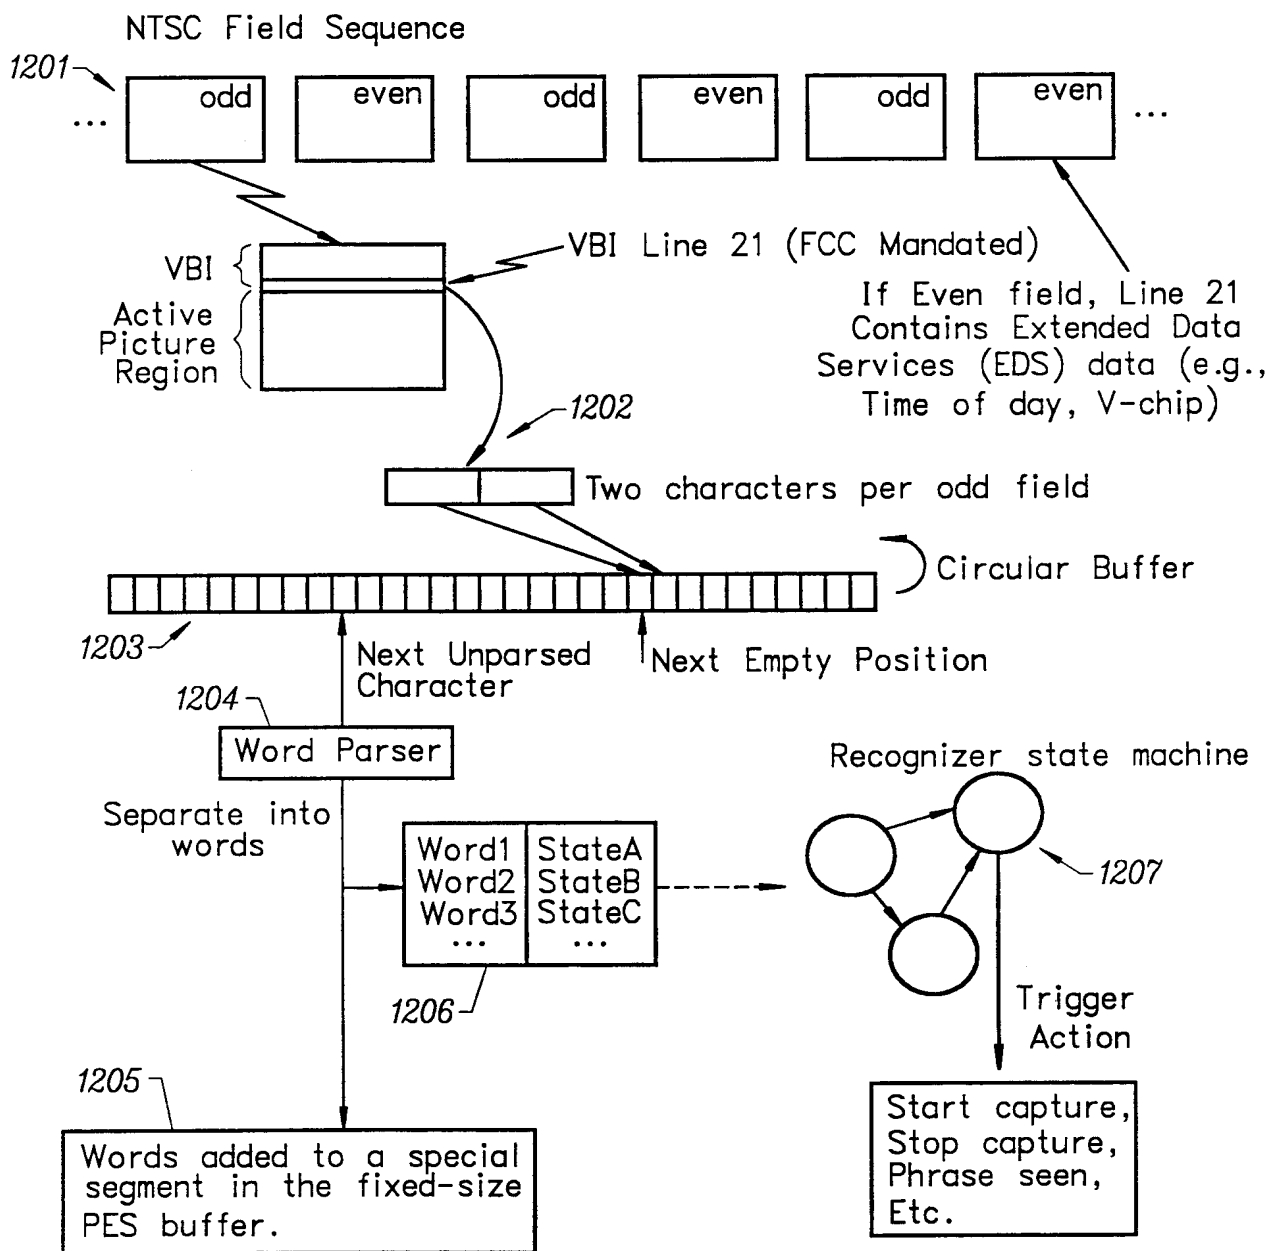 NTSC Field Sequence
1201
... odd even odd even odd even ...
VBI
VBI Line 21 (FCC Mandated)
Active
Picture
Region
If Even field, Line 21
Contains Extended Data
Services (EDS) data (e.g.,
Time of day, V-chip)
1202
Two characters per odd field
Circular Buffer
1203
Next Unparsed
Character
Next Empty Position
1204
Word Parser
Separate into
words
Recognizer state machine
Word1 StateA
Word2 StateB
Word3 StateC
... ...
1206
1207
Trigger
Action
1205
Words added to a special
segment in the fixed-size
PES buffer.
Start capture,
Stop capture,
Phrase seen,
Etc.